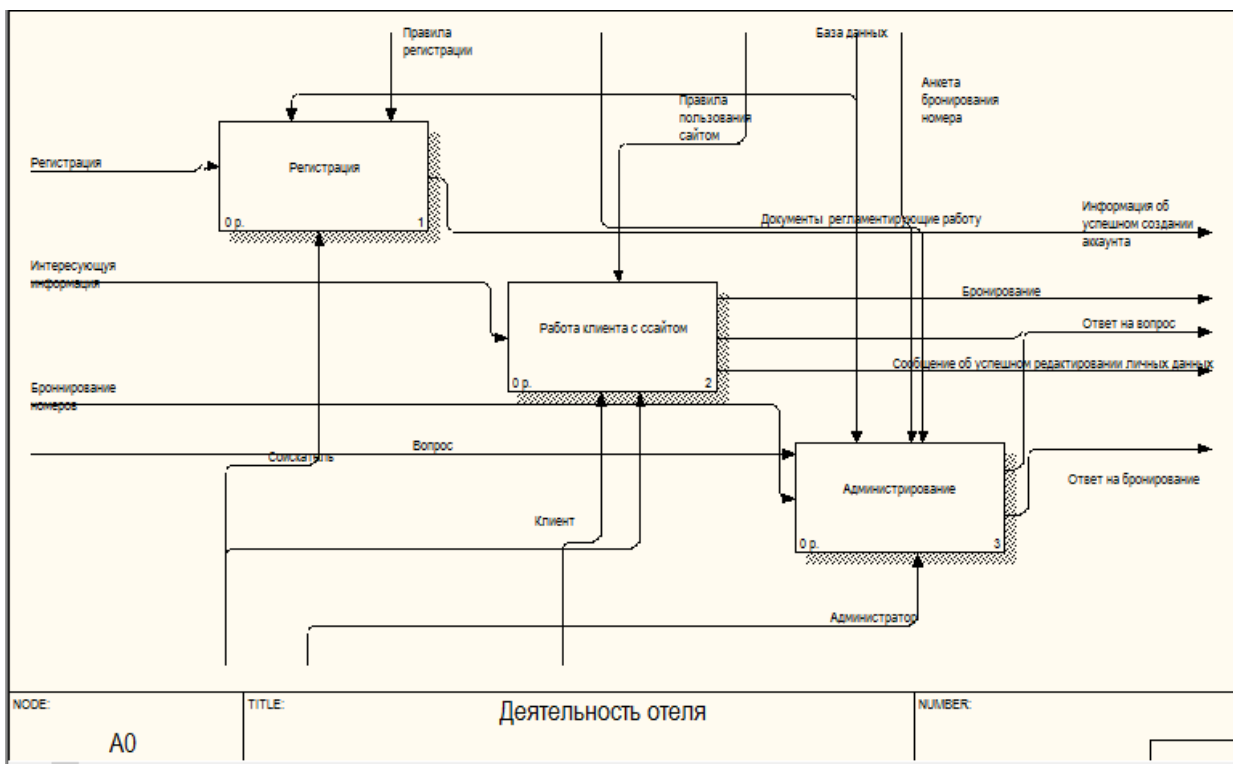 Правила
регистрации
База данных
Анкета
бронирования
номера
Правила
пользования
сайтом
Регистрация
Регистрация
0 р.
1
Документы регламентирующие работу
Информация об
успешном создании
аккаунта
Интересующуя
информация
Бронирование
Работа клиента с ссайтом
Ответ на вопрос
0 р.
2
Сообщение об успешном редактировании личных данных
Броннирование
номеров
Вопрос
Соискатель
Администрирование
Ответ на бронирование
Клиент
0 р.
3
Администратор
NODE:
TITLE:
NUMBER:
Деятельность отеля
A0